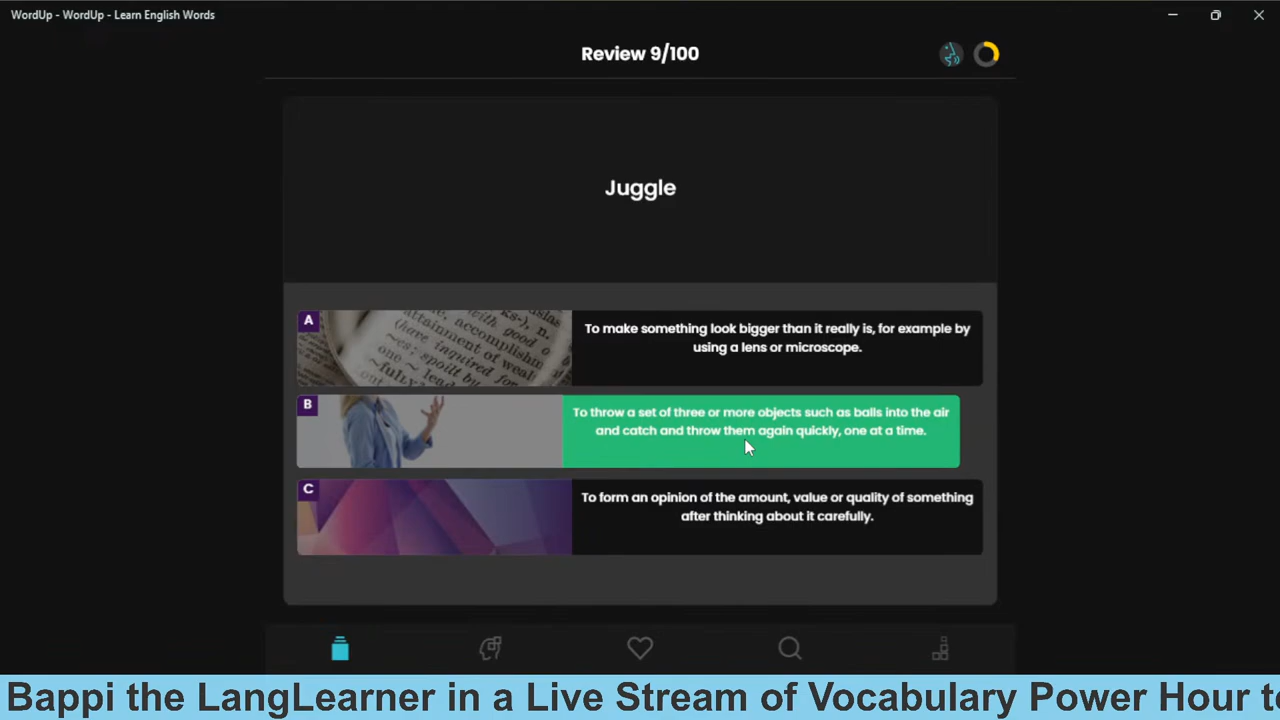 WordUp - WordUp - Learn English Words
Review 9/100
Juggle
A
To make something look bigger than it really is, for example by
using a lens or microscope.
B
To throw a set of three or more objects such as balls into the air
and catch and throw them again quickly, one at a time.
C
To form an opinion of the amount, value or quality of something
after thinking about it carefully.
Bappi the LangLearner in a Live Stream of Vocabulary Power Hour to